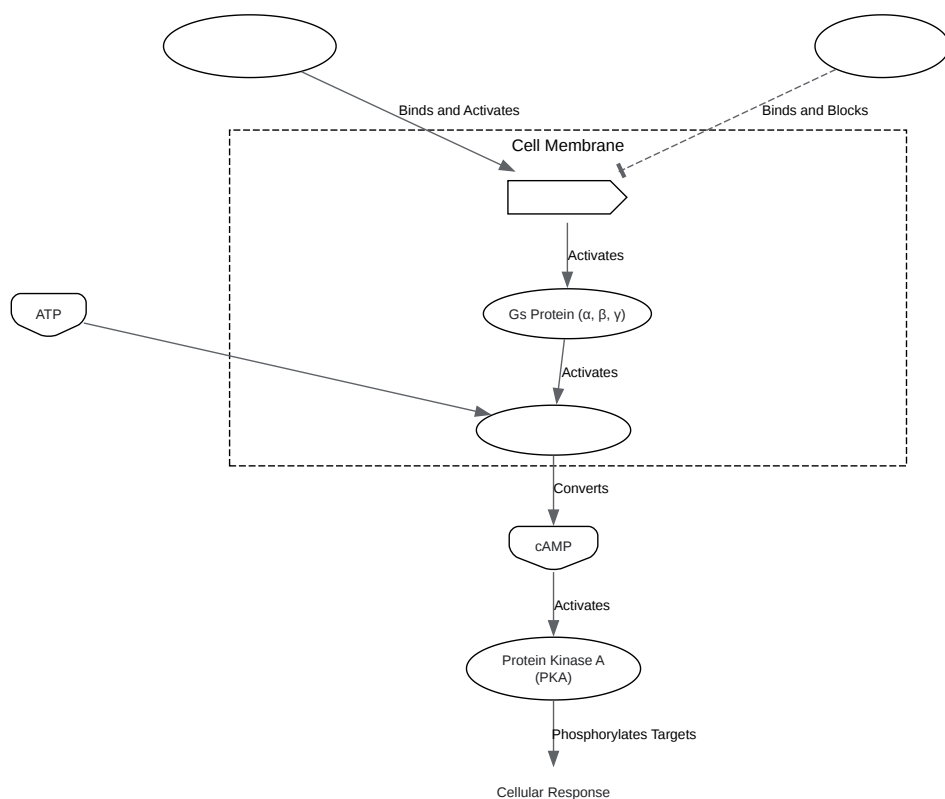 Binds and Activates
Binds and Blocks
Cell Membrane
Activates
ATP
Gs Protein (α, β, γ)
Activates
Converts
cAMP
Activates
Protein Kinase A
(PKA)
Phosphorylates Targets
Cellular Response